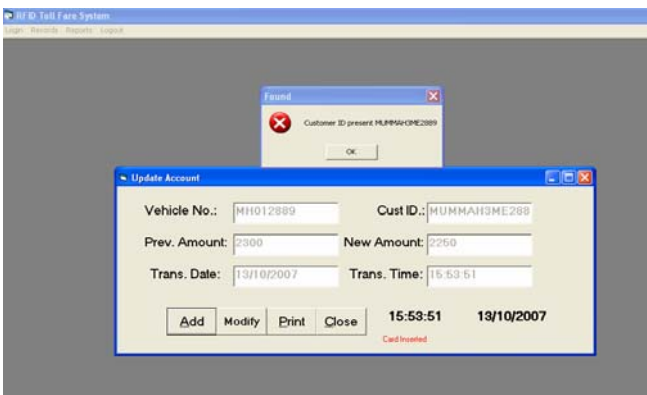 RFID Toll Fare System
Login Records Reports Logout
Found
Customer ID present MUMMAH3ME2889
OK
Update Account
Vehicle No.: MH012889 Cust ID.: MUMMAH3ME288
Prev. Amount: 2300 New Amount: 2250
Trans. Date: 13/10/2007 Trans. Time: 15:53:51
Add Modify Print Close 15:53:51 13/10/2007
Card Inserted